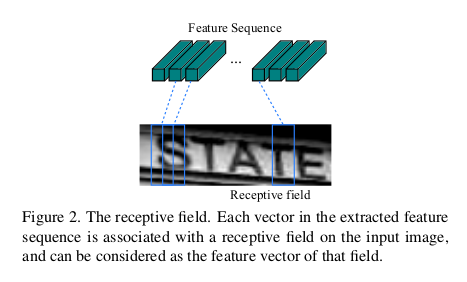 Feature Sequence
...
STATE
Receptive field
Figure 2. The receptive field. Each vector in the extracted feature
sequence is associated with a receptive field on the input image,
and can be considered as the feature vector of that field.